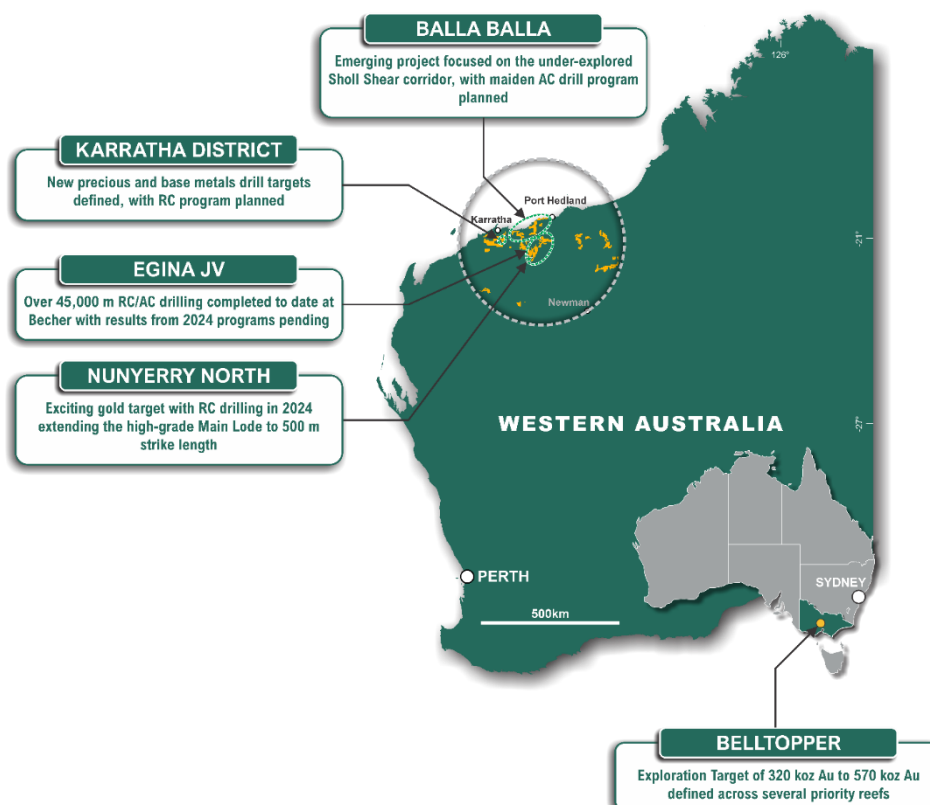 BALLA BALLA
Emerging project focused on the under-explored
Sholl Shear corridor, with maiden AC drill program
planned
126°
KARRATHA DISTRICT
New precious and base metals drill targets
defined, with RC program planned
Port Hedland
Karratha
-21°
EGINA JV
Over 45,000 m RC/AC drilling completed to date at
Becher with results from 2024 programs pending
Newman
NUNYERRY NORTH
Exciting gold target with RC drilling in 2024
extending the high-grade Main Lode to 500 m
strike length
WESTERN AUSTRALIA
-27°
PERTH
SYDNEY
500km
BELLTOPPER
Exploration Target of 320 koz Au to 570 koz Au
defined across several priority reefs